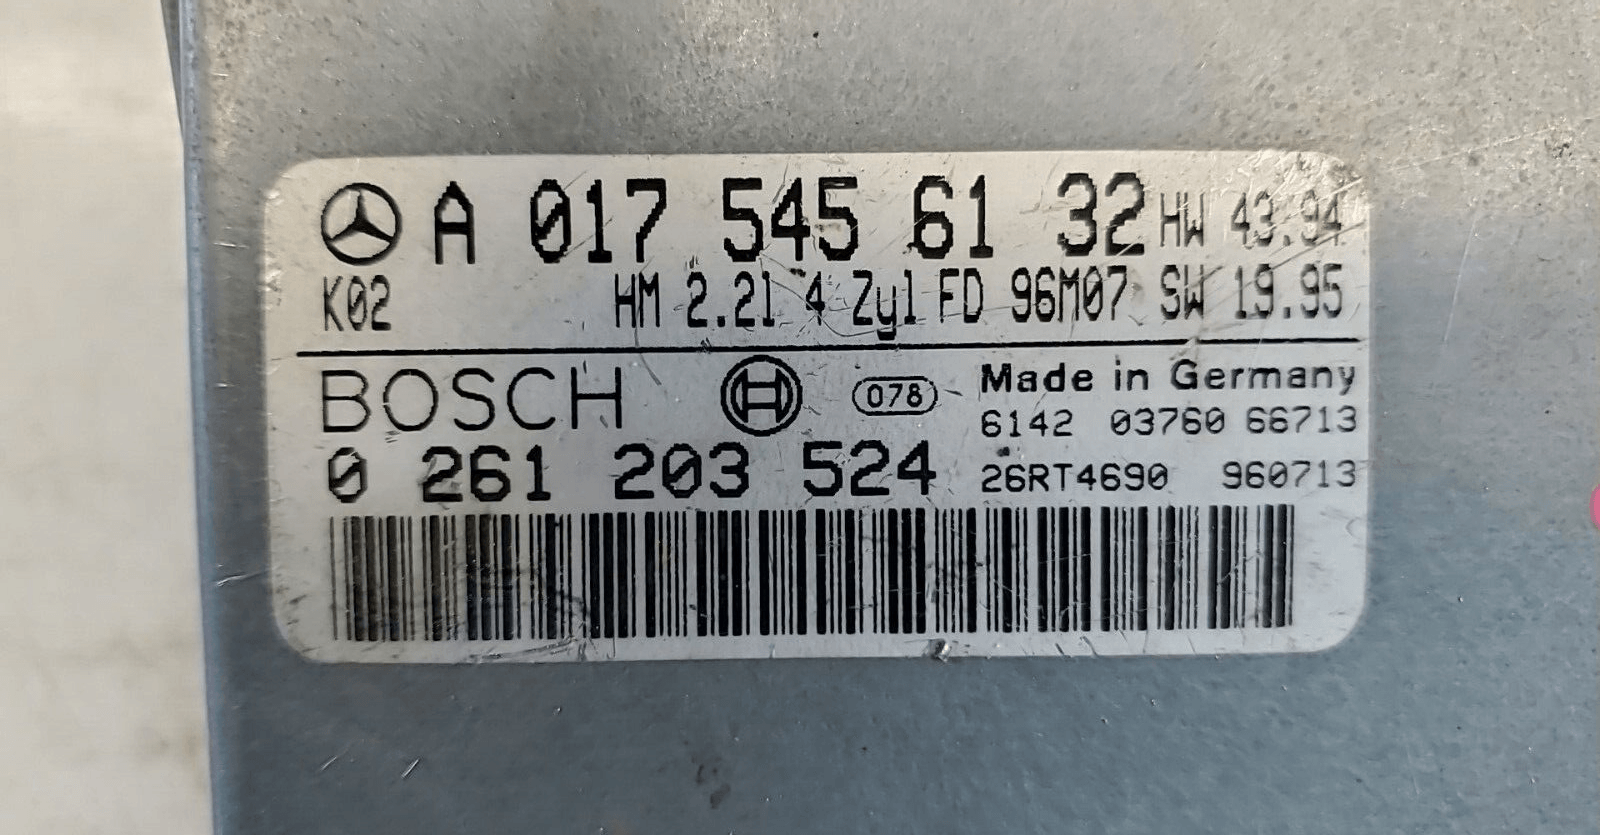 A 017 545 61 32 HW 43.94
K02 HM 2.2l 4 Zyl FD 96M07 SW 19.95
BOSCH 078 Made in Germany
6142 03760 66713
0 261 203 524 26RT4690 960713